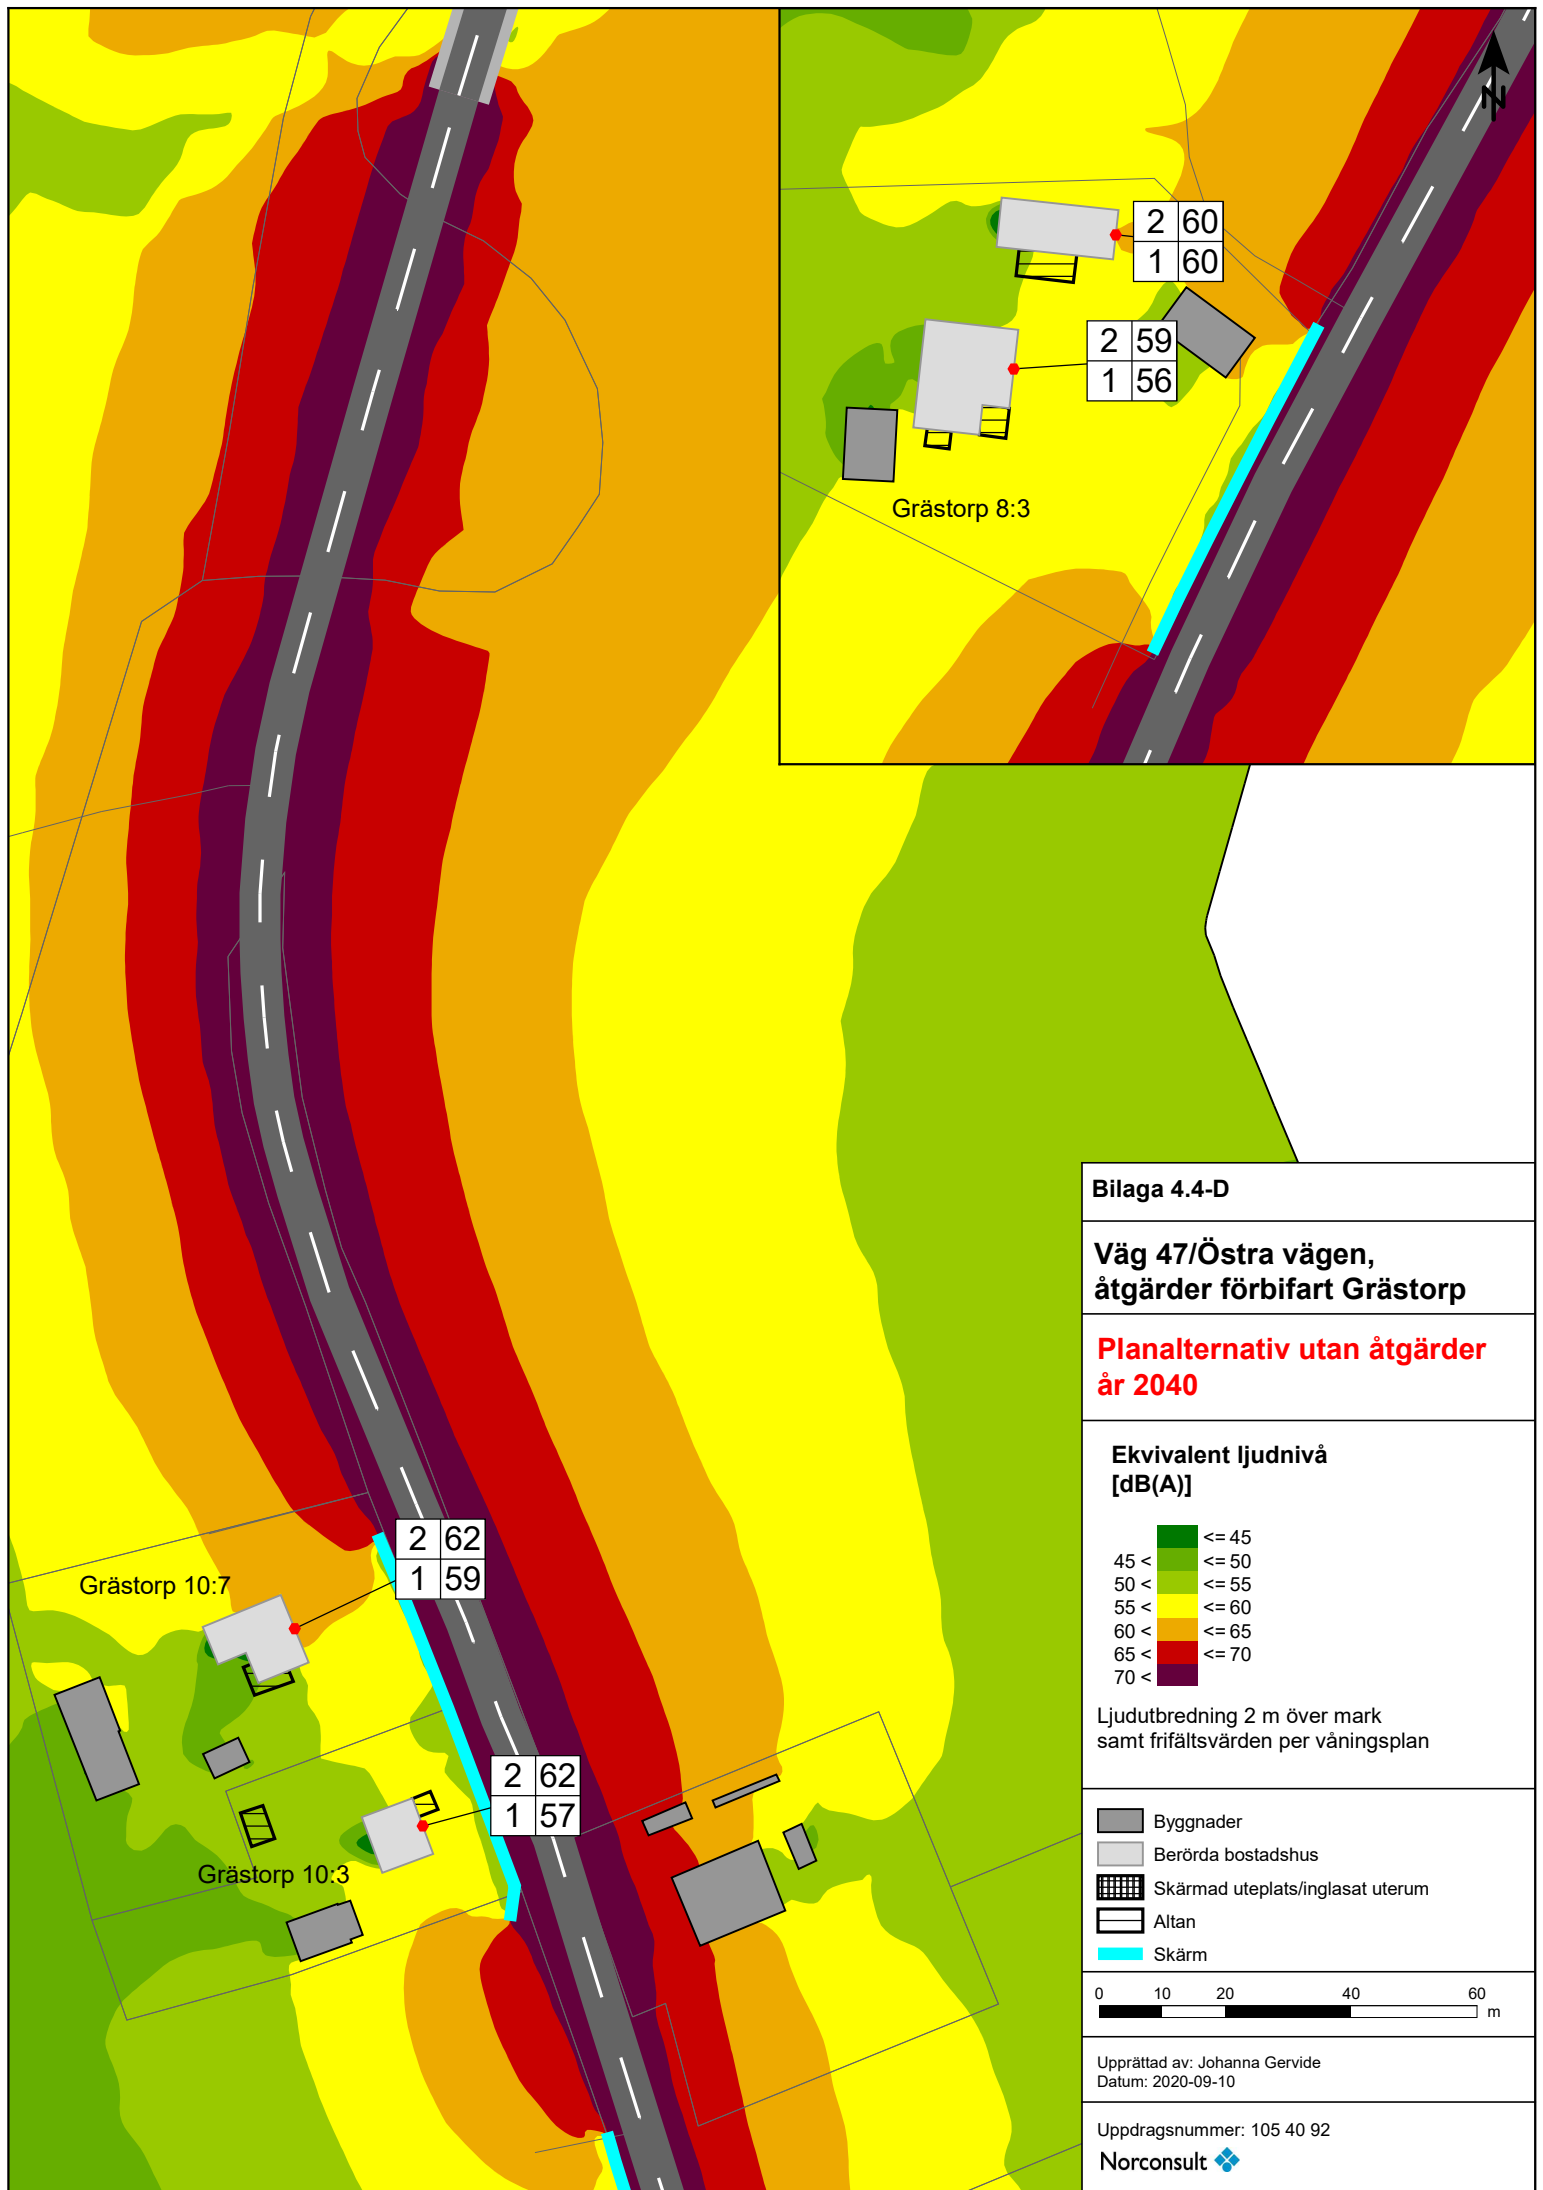 N
2 60
1 60
2 59
1 56
Grästorp 8:3
Bilaga 4.4-D
Väg 47/Östra vägen,
åtgärder förbifart Grästorp
Planalternativ utan åtgärder
år 2040
Ekvivalent ljudnivå
[dB(A)]
<= 45
45 < <= 50
50 < <= 55
55 < <= 60
60 < <= 65
65 < <= 70
70 <
Ljudutbredning 2 m över mark
samt frifältsvärden per våningsplan
2 62
1 59
Grästorp 10:7
2 62
1 57
Grästorp 10:3
Byggnader
Berörda bostadshus
Skärmad uteplats/inglasat uterum
Altan
Skärm
0 10 20 40 60
m
Upprättad av: Johanna Gervide
Datum: 2020-09-10
Uppdragsnummer: 105 40 92
Norconsult